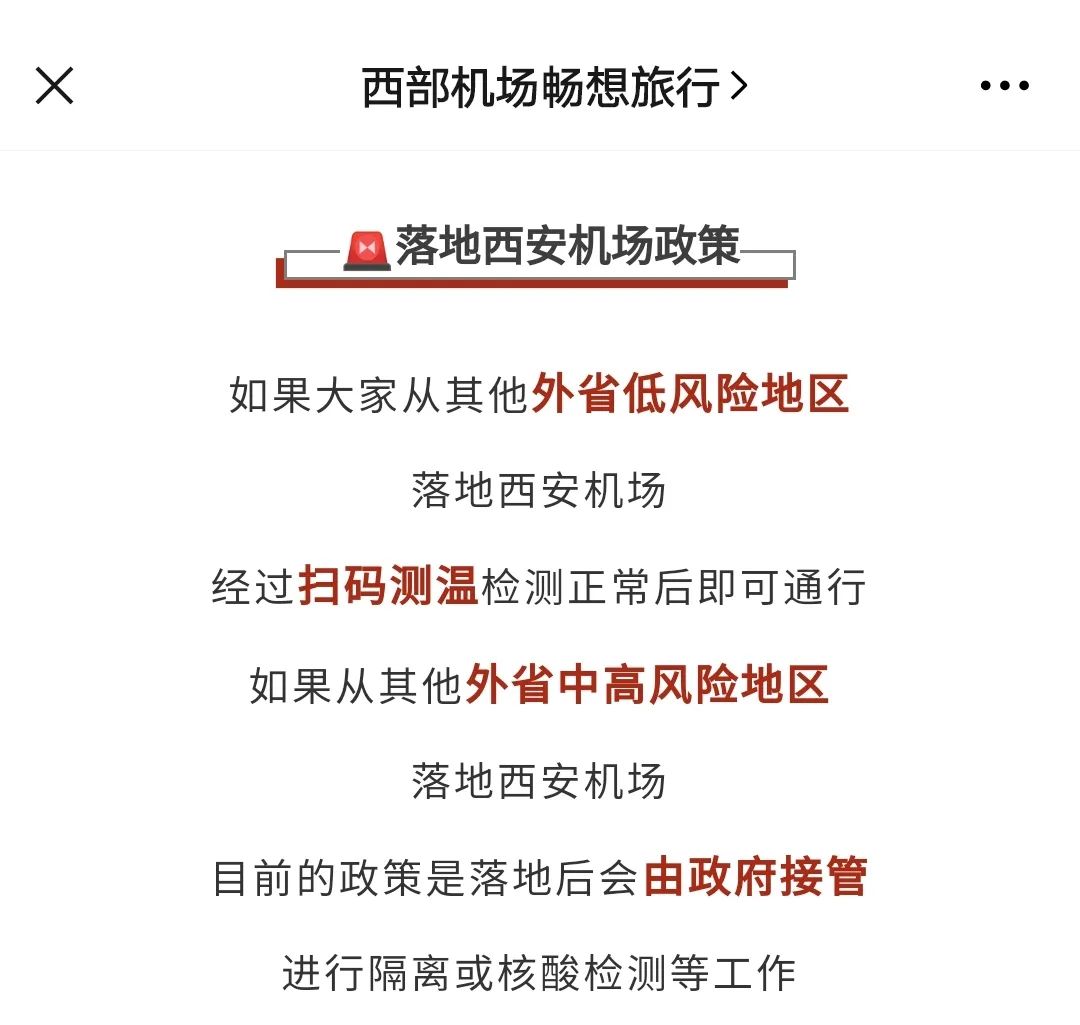 西部机场畅想旅行
落地西安机场政策
如果大家从其他外省低风险地区
落地西安机场
经过扫码测温检测正常后即可通行
如果从其他外省中高风险地区
落地西安机场
目前的政策是落地后会由政府接管
进行隔离或核酸检测等工作